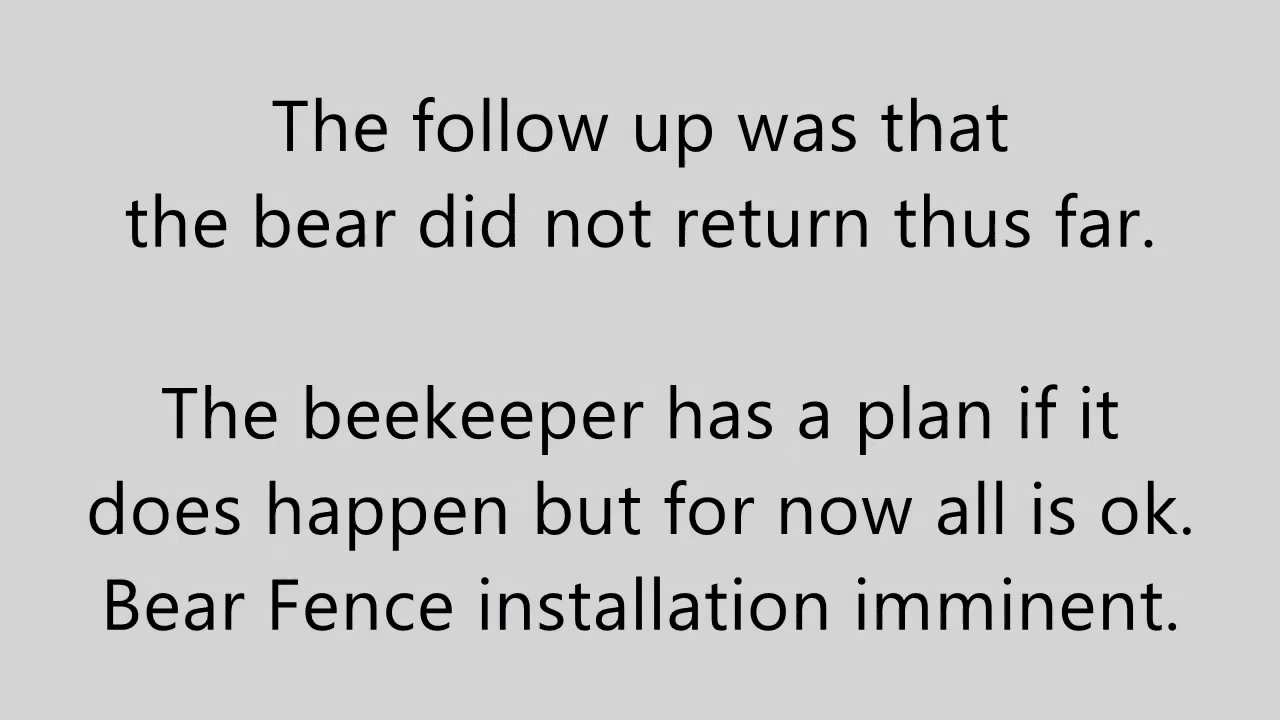 The follow up was that
the bear did not return thus far.
The beekeeper has a plan if it
does happen but for now all is ok.
Bear Fence installation imminent.